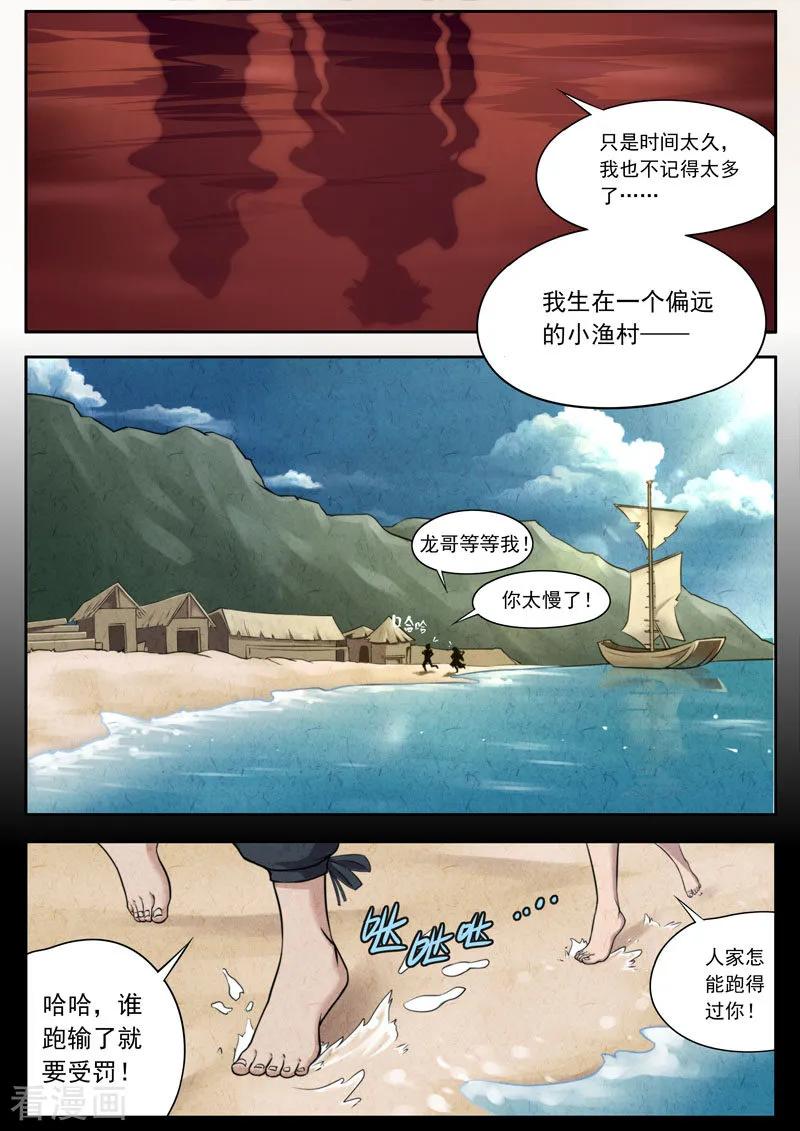 只是时间太久，
我也不记得太多
了……
我生在一个偏远
的小渔村——
龙哥等等我！
你太慢了！
哈哈
哒哒哒……
人家怎
能跑得
过你！
哈哈，谁
跑输了就
要受罚！
看漫画